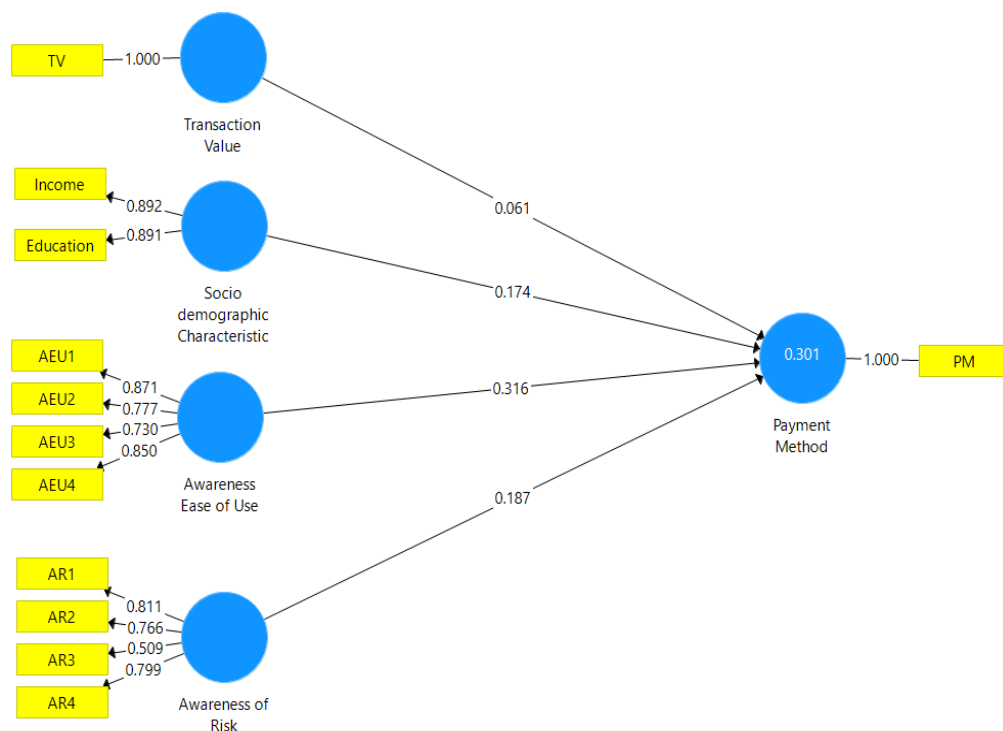 TV
1.000
Transaction
Value
0.061
Income
0.892
Education
0.891
Socio
demographic
Characteristic
0.174
AEU1
0.871
AEU2
0.777
AEU3
0.730
AEU4
0.850
Awareness
Ease of Use
0.316
AR1
0.811
AR2
0.766
AR3
0.509
AR4
0.799
Awareness of
Risk
0.187
0.301
Payment
Method
1.000
PM